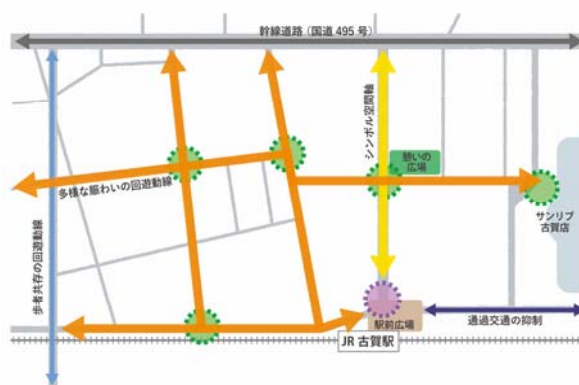 幹線道路（国道 495 号）
シンボル空間軸
憩いの
広場
多様な賑わいの回遊動線
歩者共存の回遊動線
サンリブ
古賀店
駅前広場
通過交通の抑制
JR 古賀駅